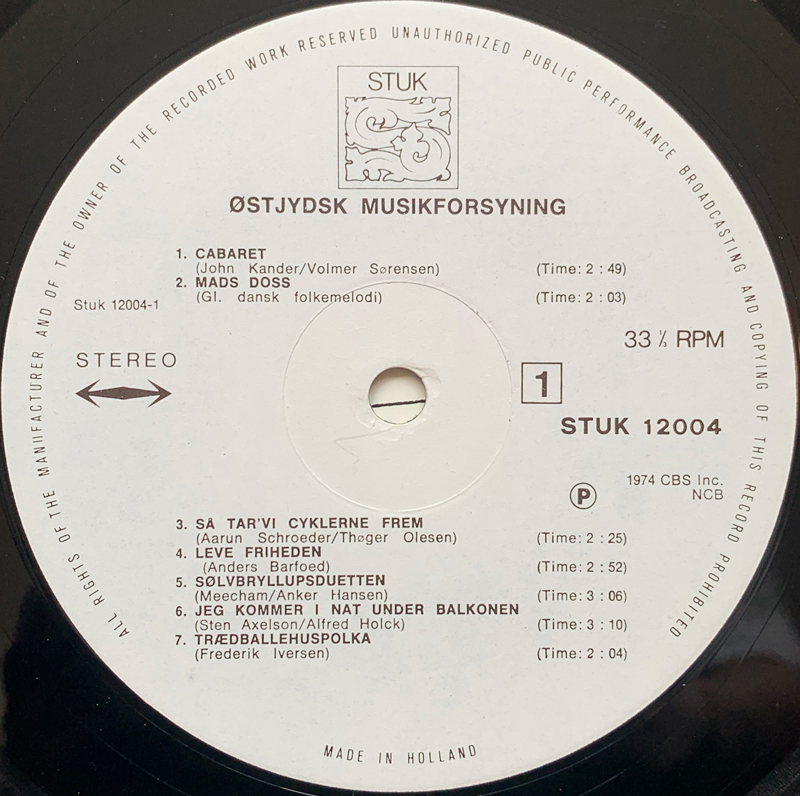 ALL RIGHTS OF THE MANUFACTURER AND OF THE OWNER OF THE RECORDED WORK RESERVED UNAUTHORIZED PUBLIC PERFORMANCE BROADCASTING AND COPYING OF THIS RECORD PROHIBITED
STUK
ØSTJYDSK MUSIKFORSYNING
1. CABARET
(John Kander/Volmer Sørensen) (Time: 2 : 49)
2. MADS DOSS
(Gl. dansk folkemelodi) (Time: 2 : 03)
Stuk 12004-1
33 ⅓ RPM
STEREO
1
STUK 12004
℗ 1974 CBS Inc.
NCB
3. SÅ TAR'VI CYKLERNE FREM
(Aarun Schroeder/Thøger Olesen) (Time: 2 : 25)
4. LEVE FRIHEDEN
(Anders Barfoed) (Time: 2 : 52)
5. SØLVBRYLLUPSDUETTEN
(Meecham/Anker Hansen) (Time: 3 : 06)
6. JEG KOMMER I NAT UNDER BALKONEN
(Sten Axelson/Alfred Holck) (Time: 3 : 10)
7. TRÆDBALLEHUSPOLKA
(Frederik Iversen) (Time: 2 : 04)
MADE IN HOLLAND